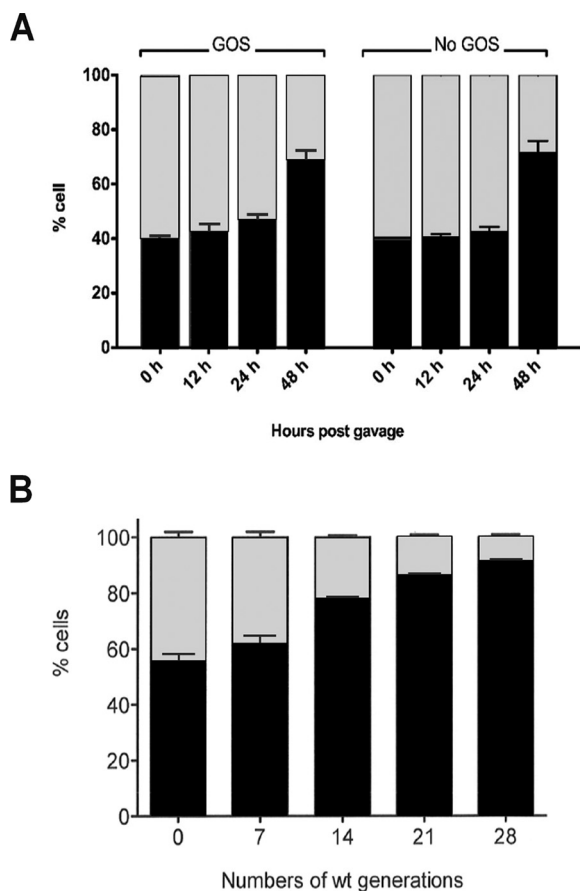 A
GOS No GOS
100
80
60
40
20
0
% cell
0 h 12 h 24 h 48 h 0 h 12 h 24 h 48 h
Hours post gavage
B
100
80
60
40
20
0
% cells
0 7 14 21 28
Numbers of wt generations